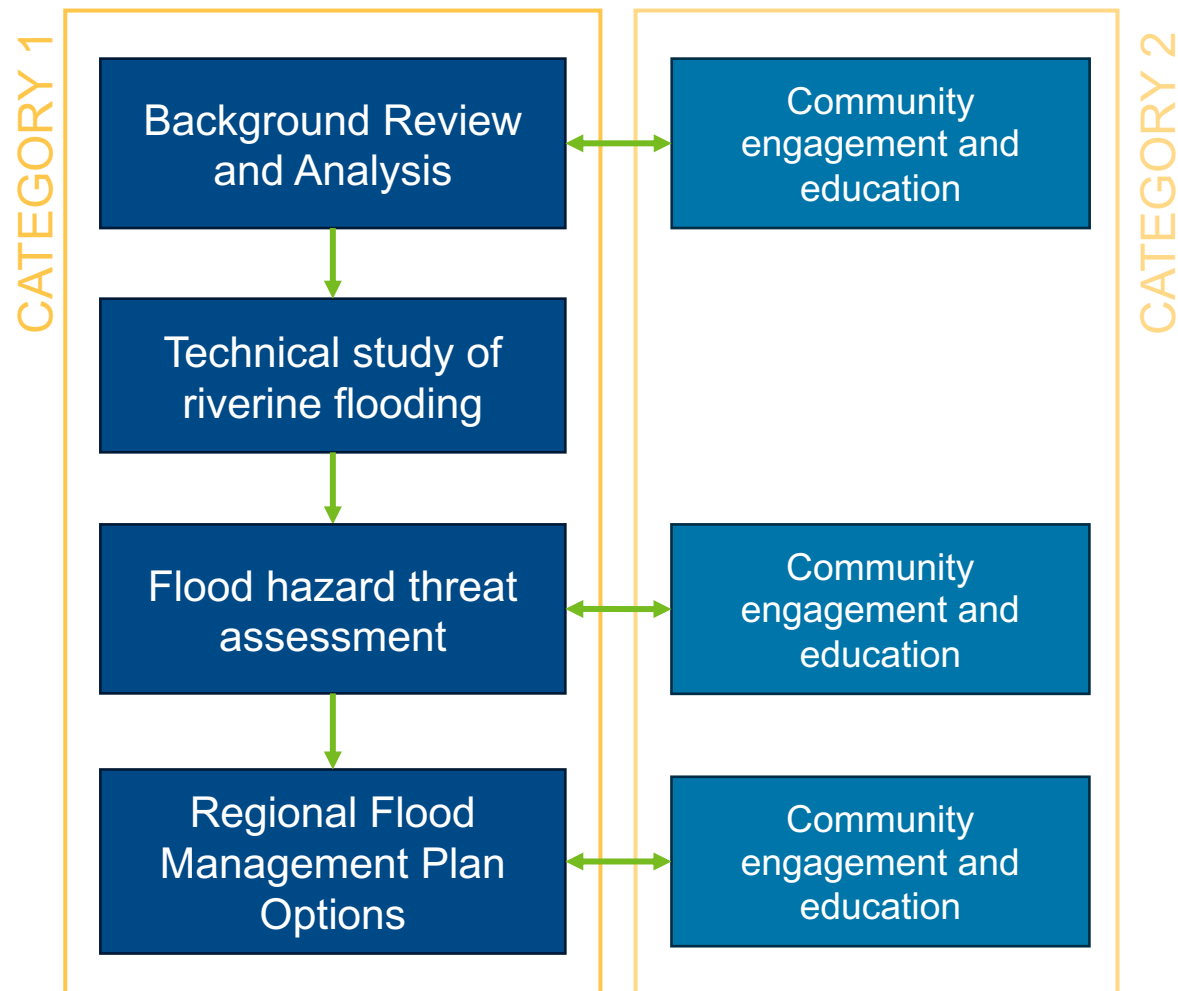 CATEGORY 1
Background Review
and Analysis
Community
engagement and
education
CATEGORY 2
Technical study of
riverine flooding
Flood hazard threat
assessment
Community
engagement and
education
Regional Flood
Management Plan
Options
Community
engagement and
education